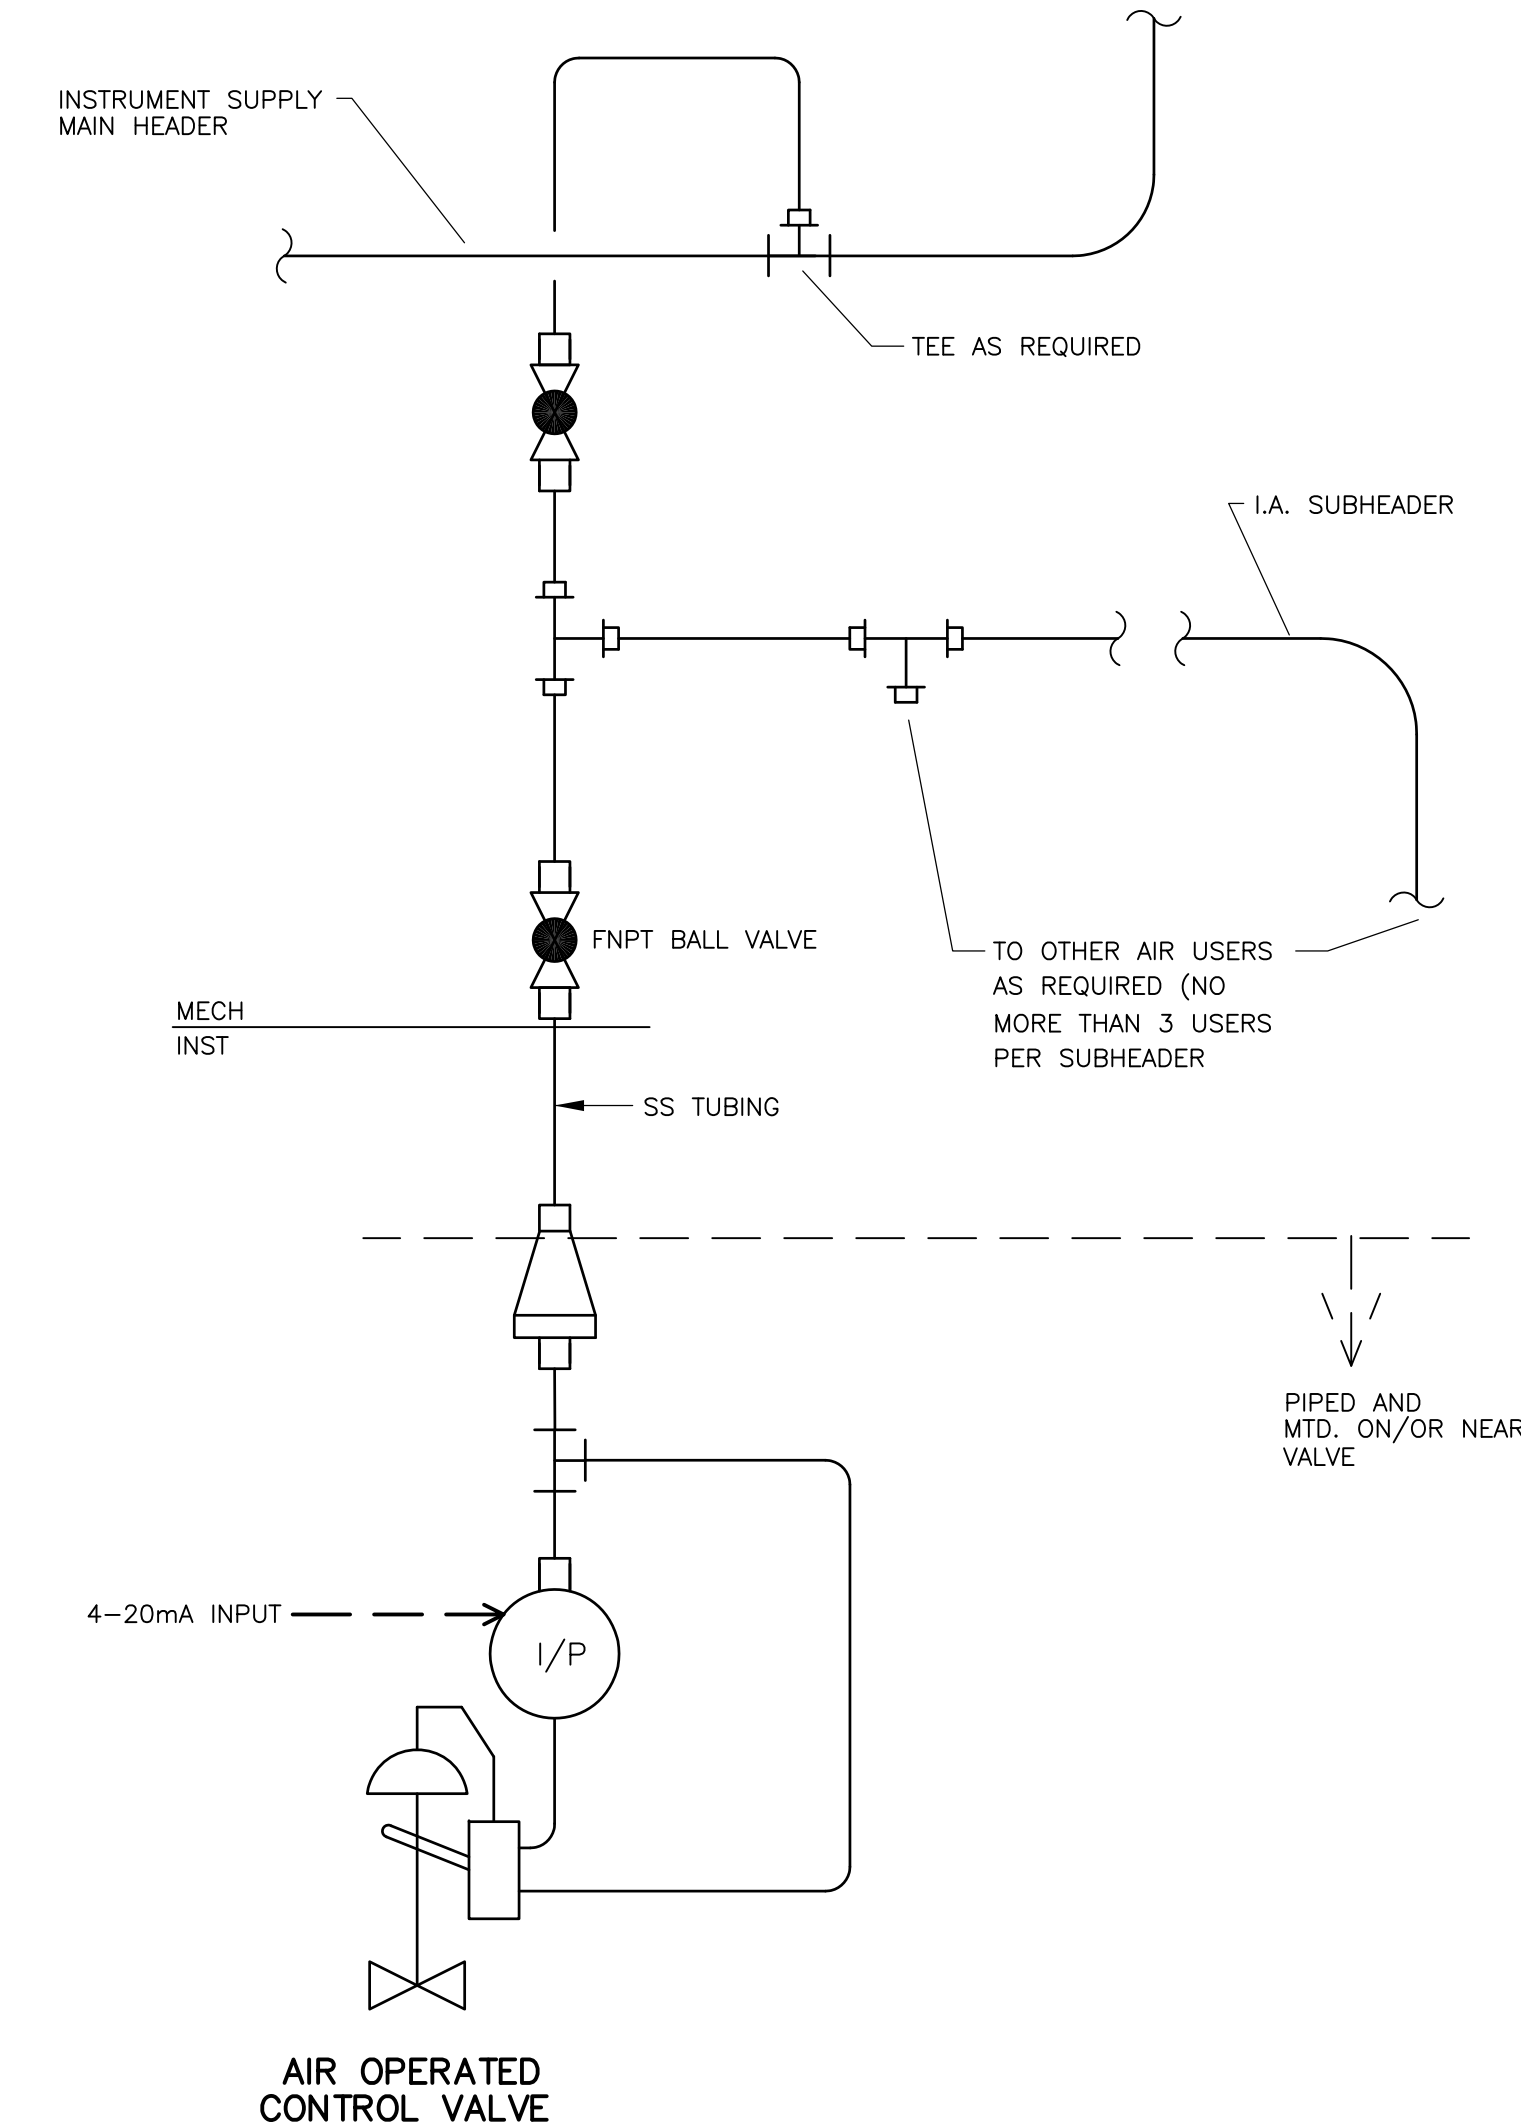 INSTRUMENT SUPPLY
MAIN HEADER
TEE AS REQUIRED
I.A. SUBHEADER
FNPT BALL VALVE
TO OTHER AIR USERS
AS REQUIRED (NO
MORE THAN 3 USERS
PER SUBHEADER
MECH
INST
SS TUBING
PIPED AND
MTD. ON/OR NEAR
VALVE
4-20mA INPUT
I/P
AIR OPERATED
CONTROL VALVE